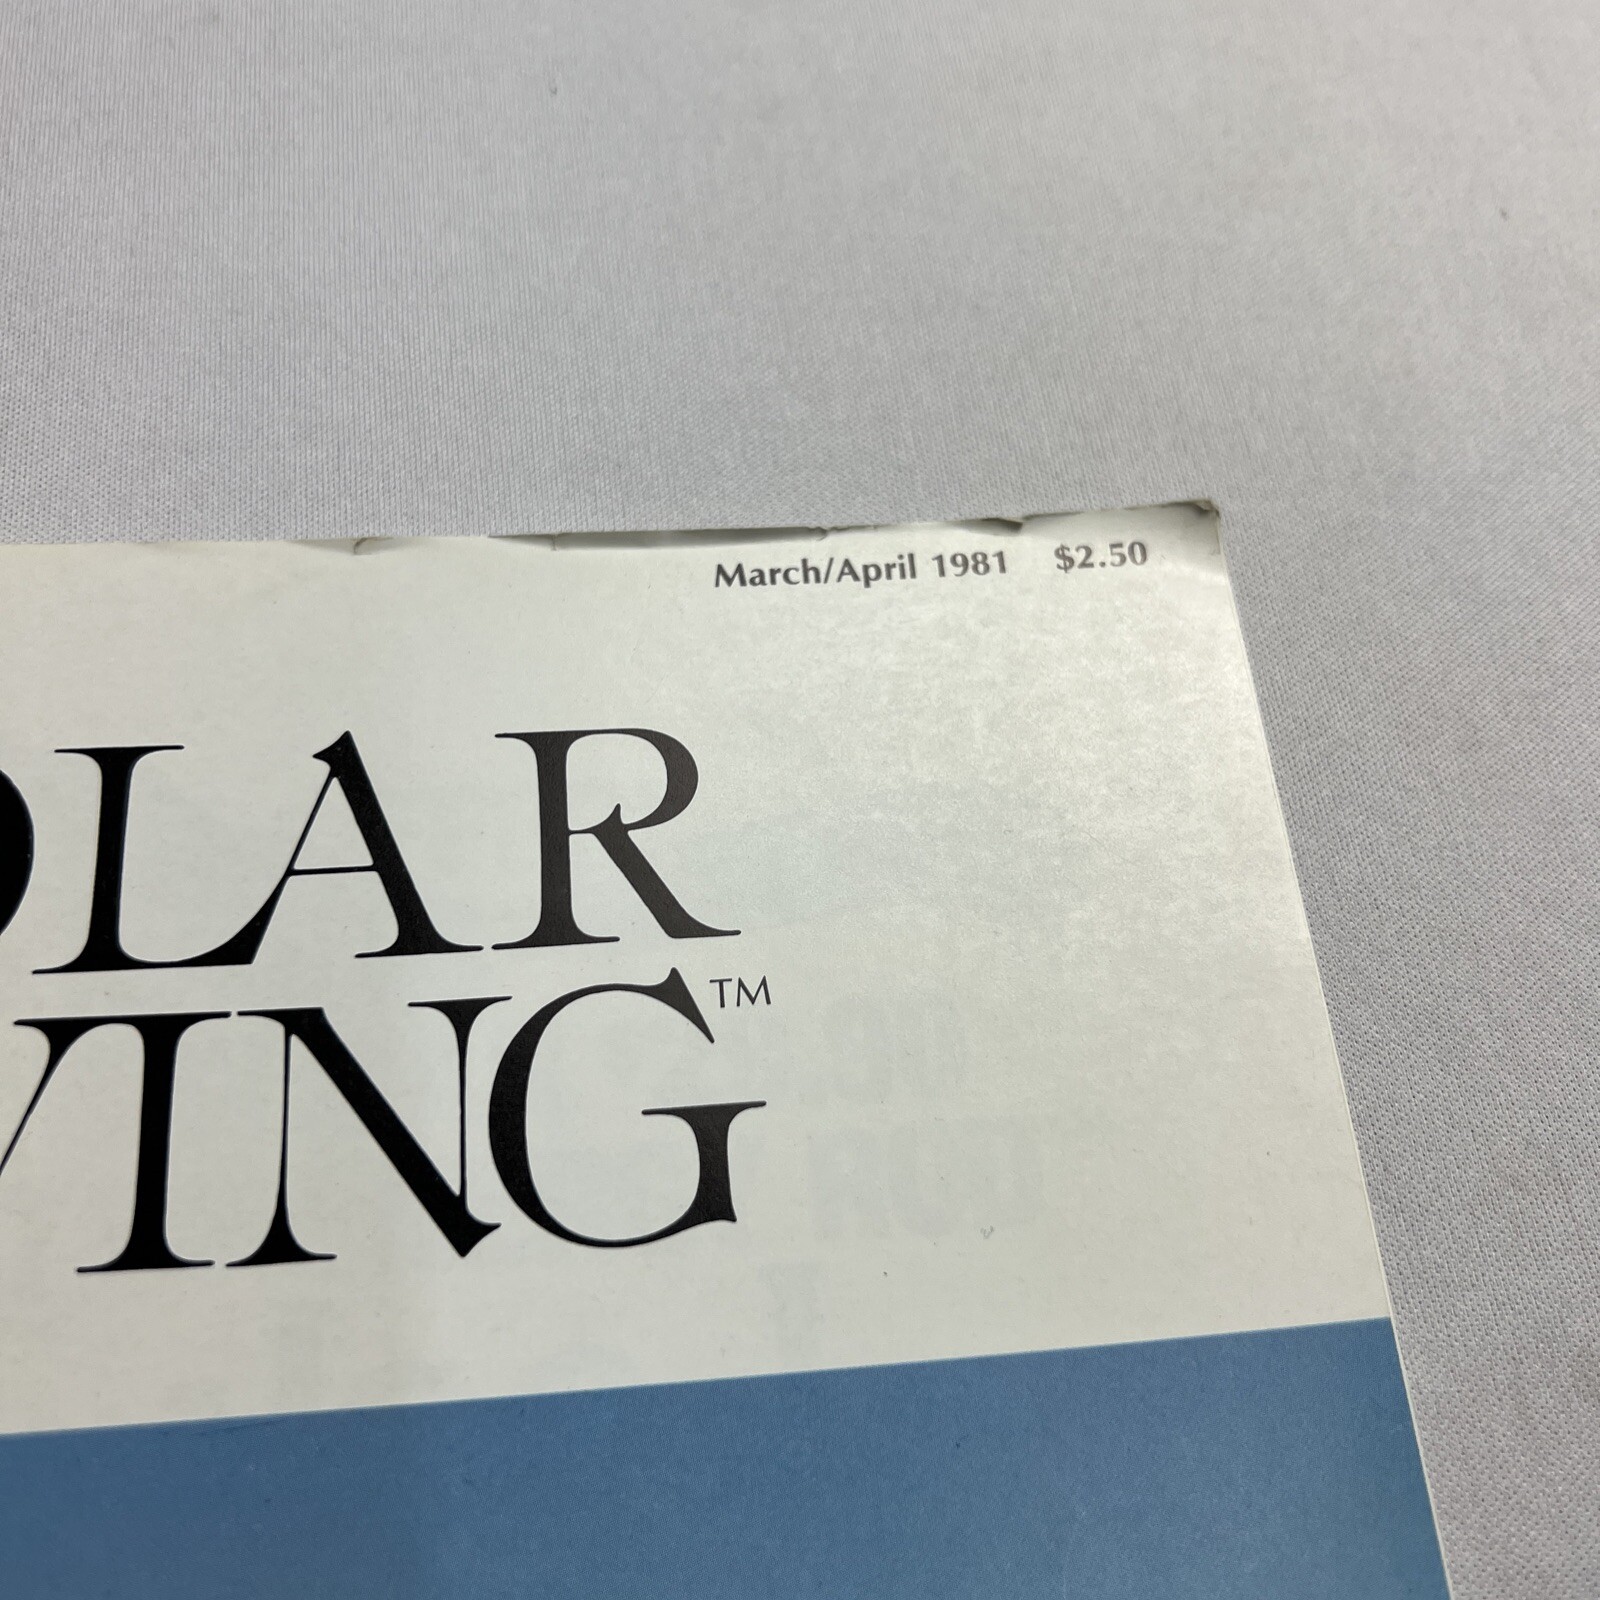 March/April 1981 $2.50
OLAR
VING™